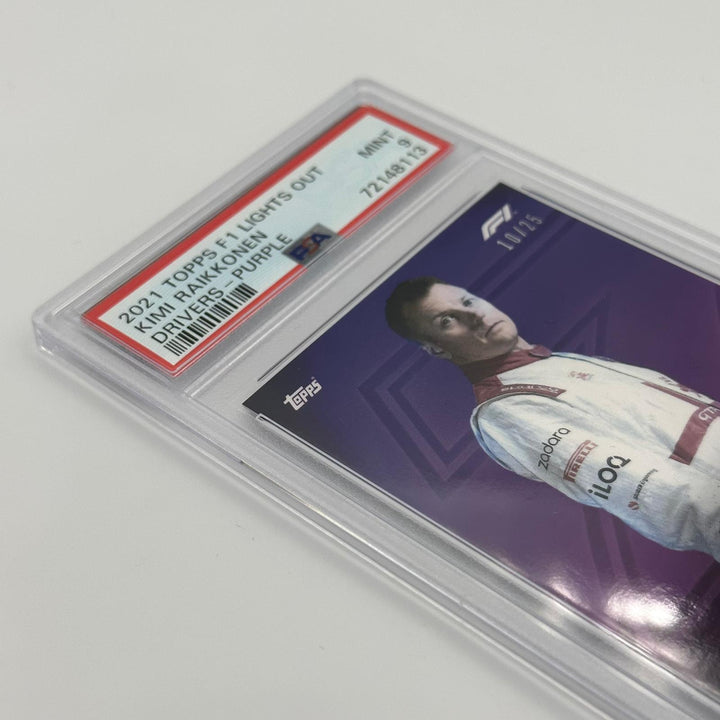 2021 TOPPS F1 LIGHTS OUT
KIMI RAIKKONEN
DRIVERS-PURPLE
MINT
9
72148113
PSA
F1
10/25
topps
zadara
PIRELLI
iLOQ